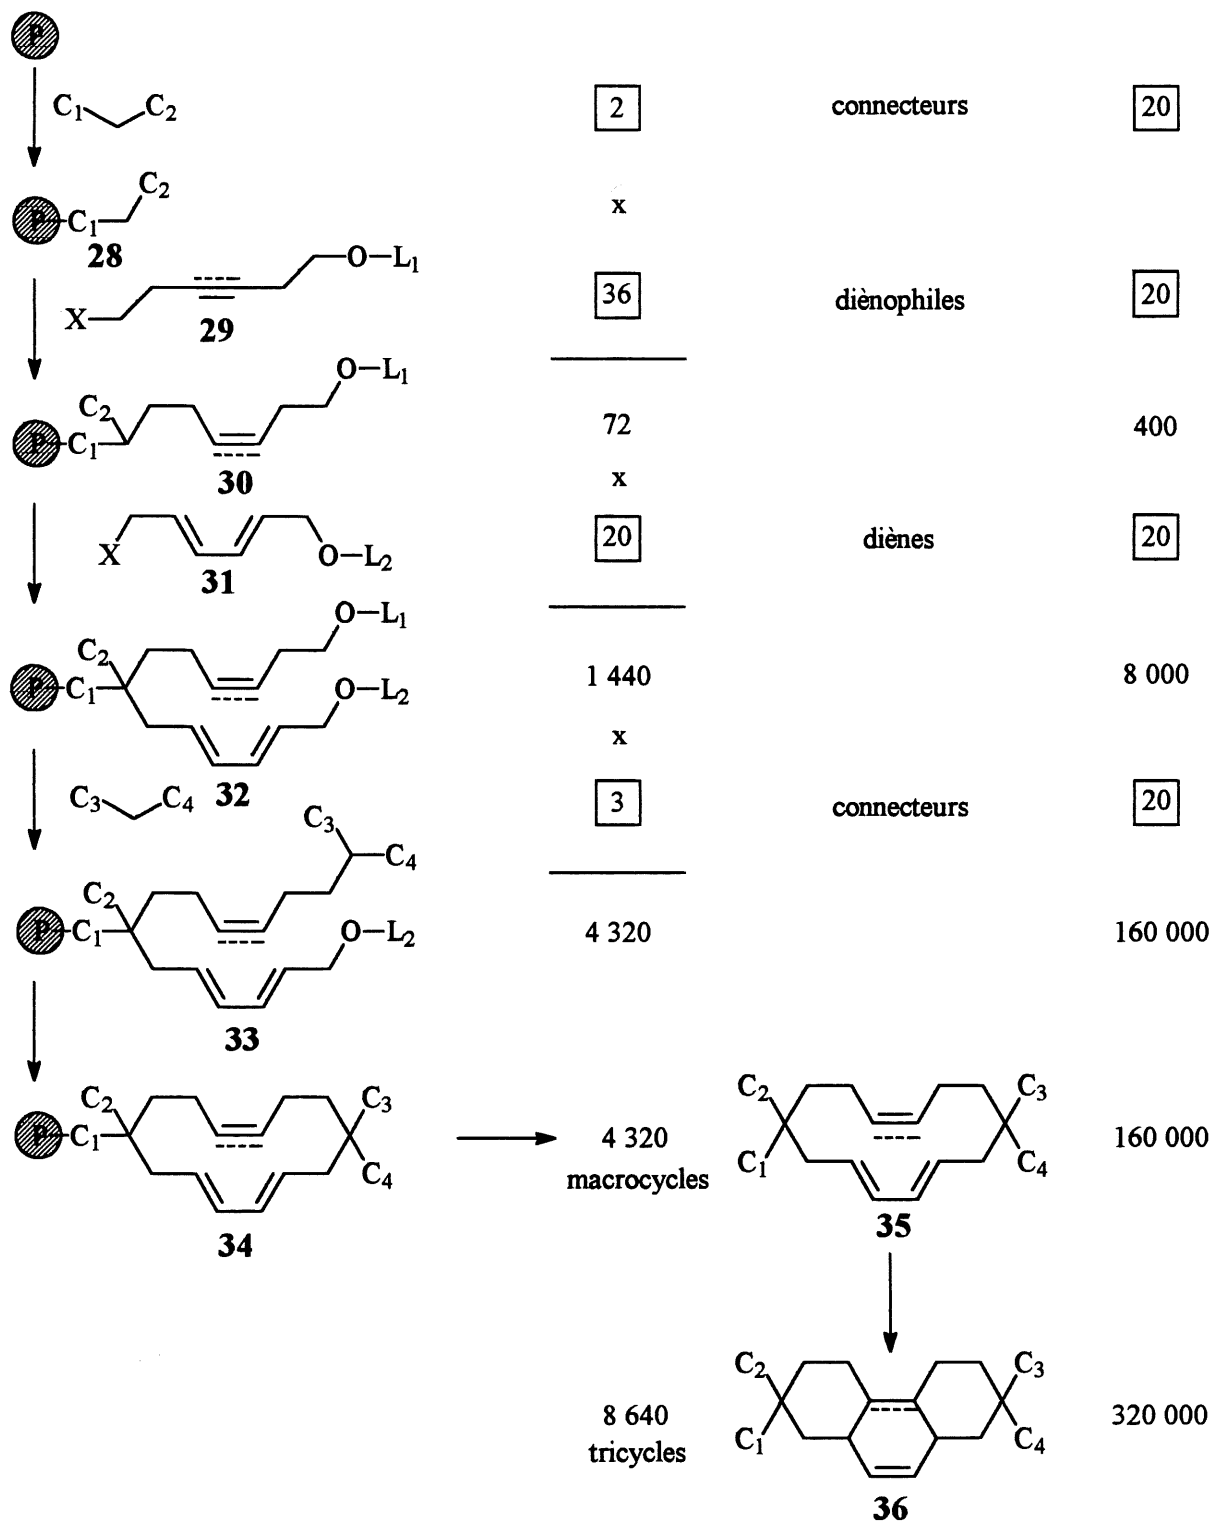 P
C1 C2
2 connecteurs 20
C2
P C1
28
x
O—L1
X
29
36 diènophiles 20
O—L1
C2
P C1
30
72 400
x
X
O—L2
31
20 diènes 20
O—L1
C2
P C1
O—L2
32
1 440 8 000
x
C3 C4
3 connecteurs 20
C3
C4
C2
P C1
O—L2
33
4 320 160 000
C2 C3
P C1
C4
34
4 320
macrocycles
C2 C3
C1 C4
35
160 000
8 640
tricycles
C2 C3
C1 C4
36
320 000